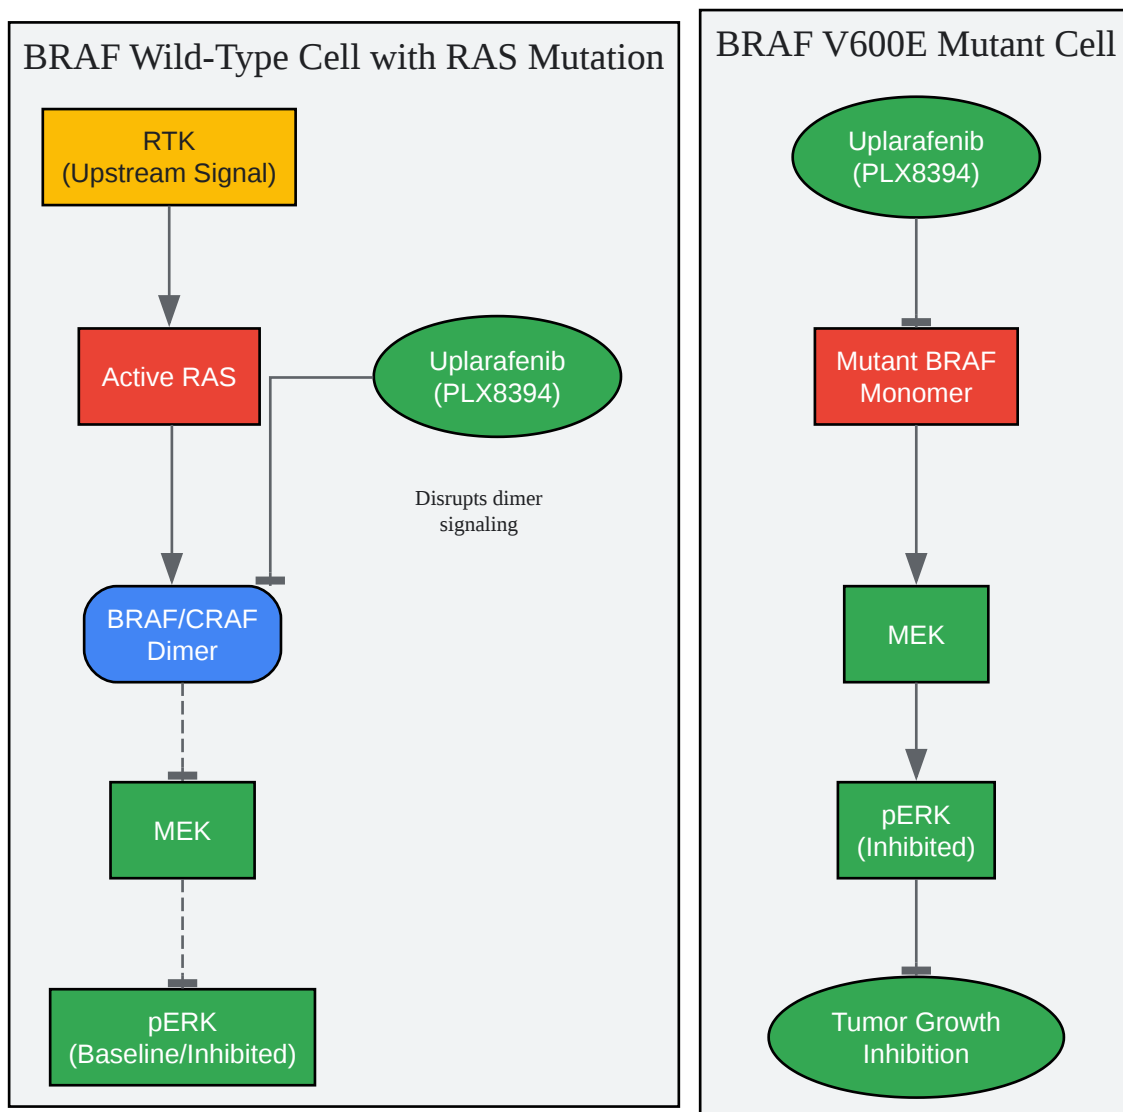 BRAF Wild-Type Cell with RAS Mutation
RTK
(Upstream Signal)
Active RAS
Uplarafenib
(PLX8394)
Disrupts dimer
signaling
BRAF/CRAF
Dimer
MEK
pERK
(Baseline/Inhibited)
BRAF V600E Mutant Cell
Uplarafenib
(PLX8394)
Mutant BRAF
Monomer
MEK
pERK
(Inhibited)
Tumor Growth
Inhibition